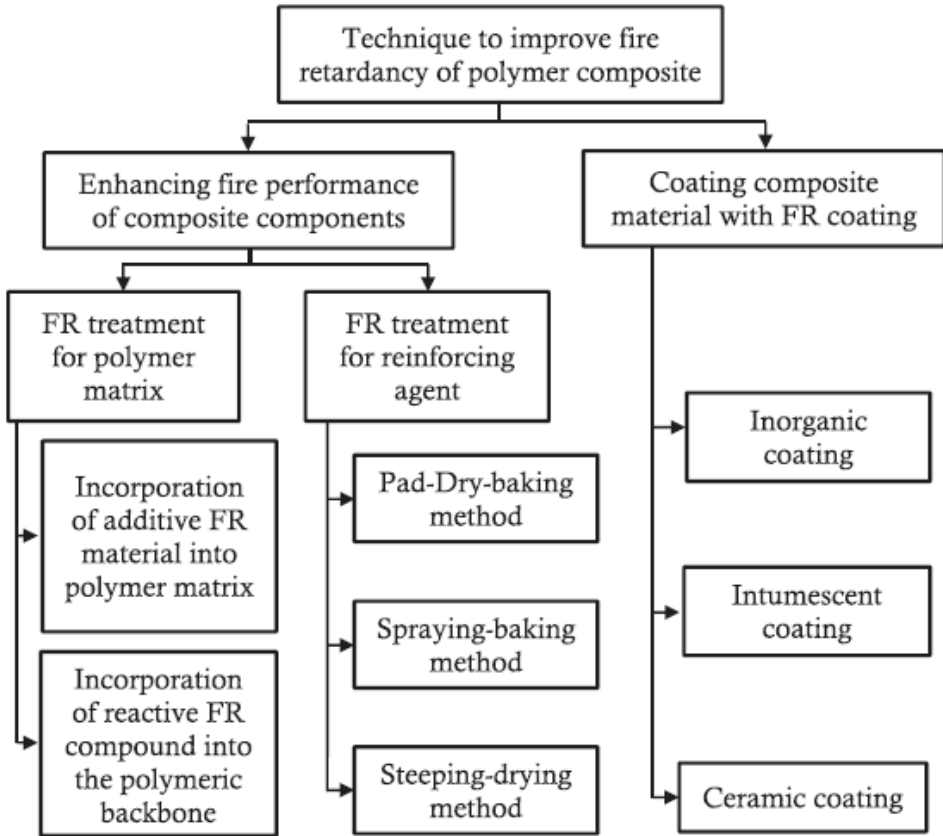 Technique to improve fire
retardancy of polymer composite
Enhancing fire performance
of composite components
Coating composite
material with FR coating
FR treatment
for polymer
matrix
FR treatment
for reinforcing
agent
Incorporation
of additive FR
material into
polymer matrix
Incorporation
of reactive FR
compound into
the polymeric
backbone
Pad-Dry-baking
method
Spraying-baking
method
Steeping-drying
method
Inorganic
coating
Intumescent
coating
Ceramic coating